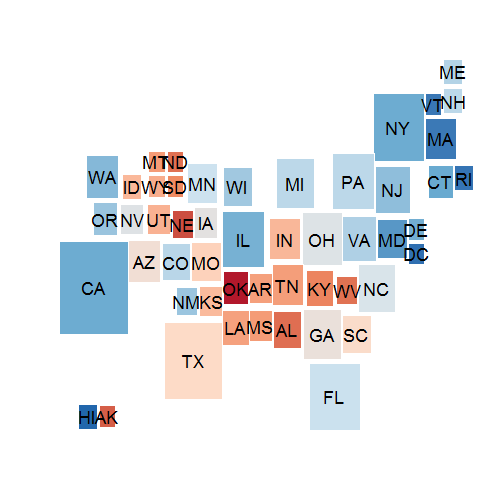 ME
VT NH
NY MA
WA MT ND
ID WY SD MN WI MI PA NJ CT RI
OR NV UT NE IA IL IN OH VA MD DE
DC
CA AZ CO MO
NM KS OK AR TN KY WV NC
TX LA MS AL GA SC
FL
HI AK